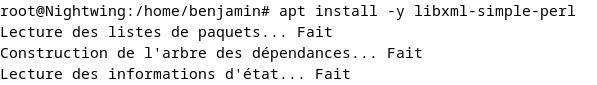 root@Nightwing:/home/benjamin# apt install -y libxml-simple-perl
Lecture des listes de paquets... Fait
Construction de l'arbre des dépendances... Fait
Lecture des informations d'état... Fait